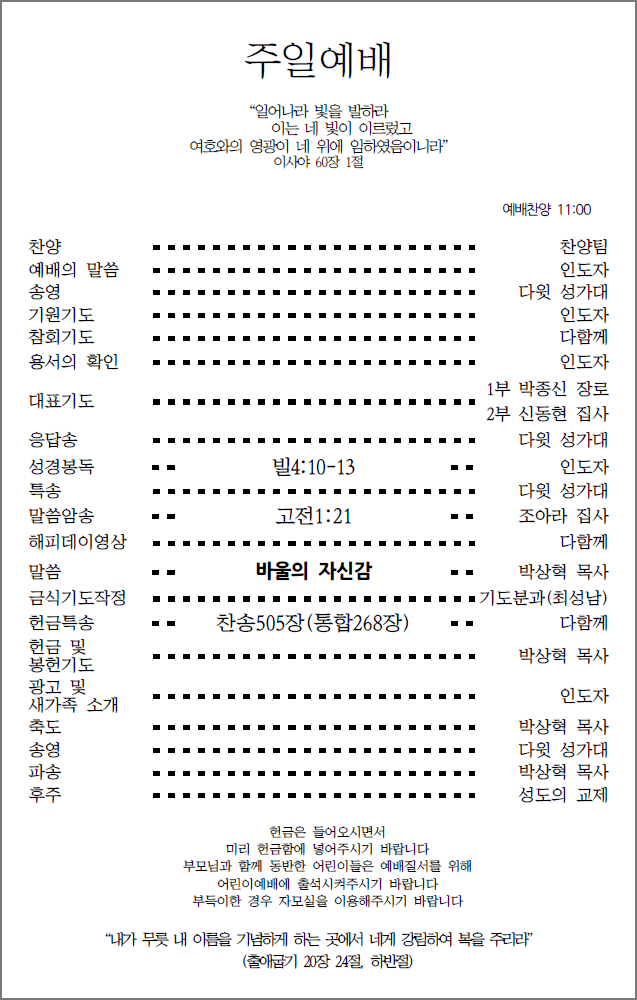 주일예배
“일어나라 빛을 발하라
이는 네 빛이 이르렀고
여호와의 영광이 네 위에 임하였음이니라”
이사야 60장 1절
예배찬양 11:00
찬양 찬양팀
예배의 말씀 인도자
송영 다윗 성가대
기원기도 인도자
참회기도 다함께
용서의 확인 인도자
대표기도 1부 박종신 장로
2부 신동현 집사
응답송 다윗 성가대
성경봉독 빌4:10-13 인도자
특송 다윗 성가대
말씀암송 고전1:21 조아라 집사
해피데이영상 다함께
말씀 바울의 자신감 박상혁 목사
금식기도작정 기도분과(최성남)
헌금특송 찬송505장(통합268장) 다함께
헌금 및
봉헌기도 박상혁 목사
광고 및
새가족 소개 인도자
축도 박상혁 목사
송영 다윗 성가대
파송 박상혁 목사
후주 성도의 교제
헌금은 들어오시면서
미리 헌금함에 넣어주시기 바랍니다
부모님과 함께 동반한 어린이들은 예배질서를 위해
어린이예배에 출석시켜주시기 바랍니다
부득이한 경우 자모실을 이용해주시기 바랍니다
“내가 무릇 내 이름을 기념하게 하는 곳에서 네게 강림하여 복을 주리라”
(출애굽기 20장 24절, 하반절)